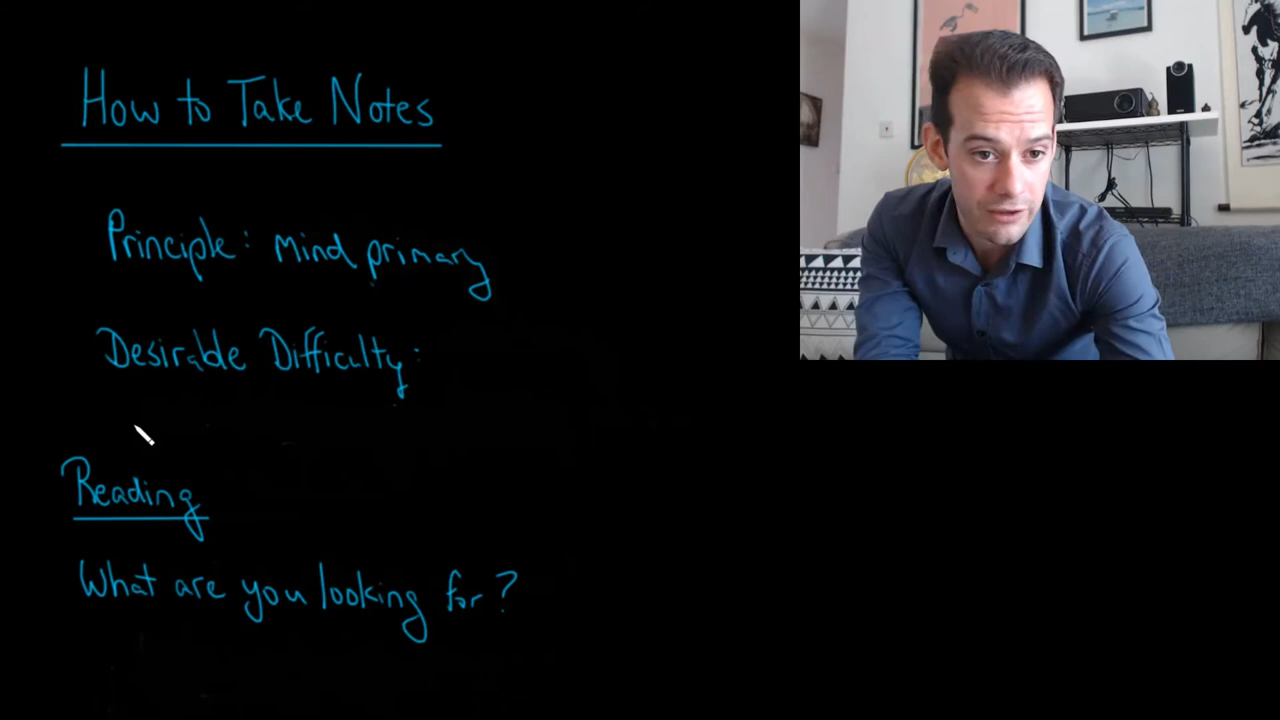 How to Take Notes
Principle: Mind primary
Desirable Difficulty:
Reading
What are you looking for?